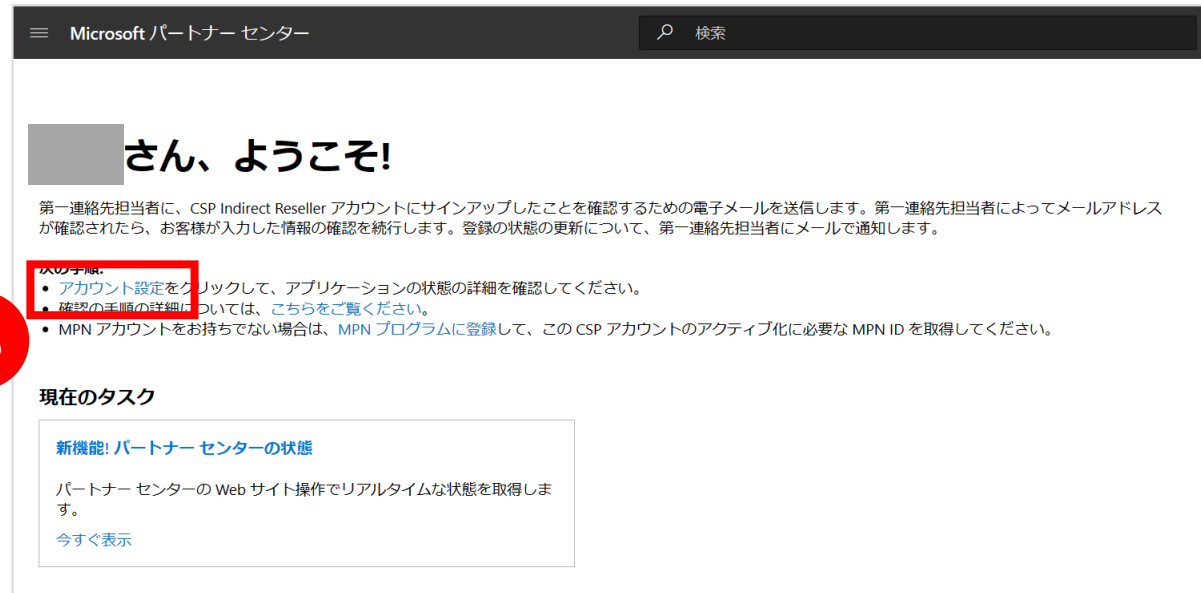 Microsoft パートナー センター
検索
さん、ようこそ!
第一連絡先担当者に、CSP Indirect Reseller アカウントにサインアップしたことを確認するための電子メールを送信します。第一連絡先担当者によってメールアドレス
が確認されたら、お客様が入力した情報の確認を続行します。登録の状態の更新について、第一連絡先担当者にメールで通知します。
次の手順:
• アカウント設定をクリックして、アプリケーションの状態の詳細を確認してください。
• 確認の手順の詳細については、こちらをご覧ください。
• MPN アカウントをお持ちでない場合は、MPN プログラムに登録して、この CSP アカウントのアクティブ化に必要な MPN ID を取得してください。
現在のタスク
新機能! パートナー センターの状態
パートナー センターの Web サイト操作でリアルタイムな状態を取得しま
す。
今すぐ表示